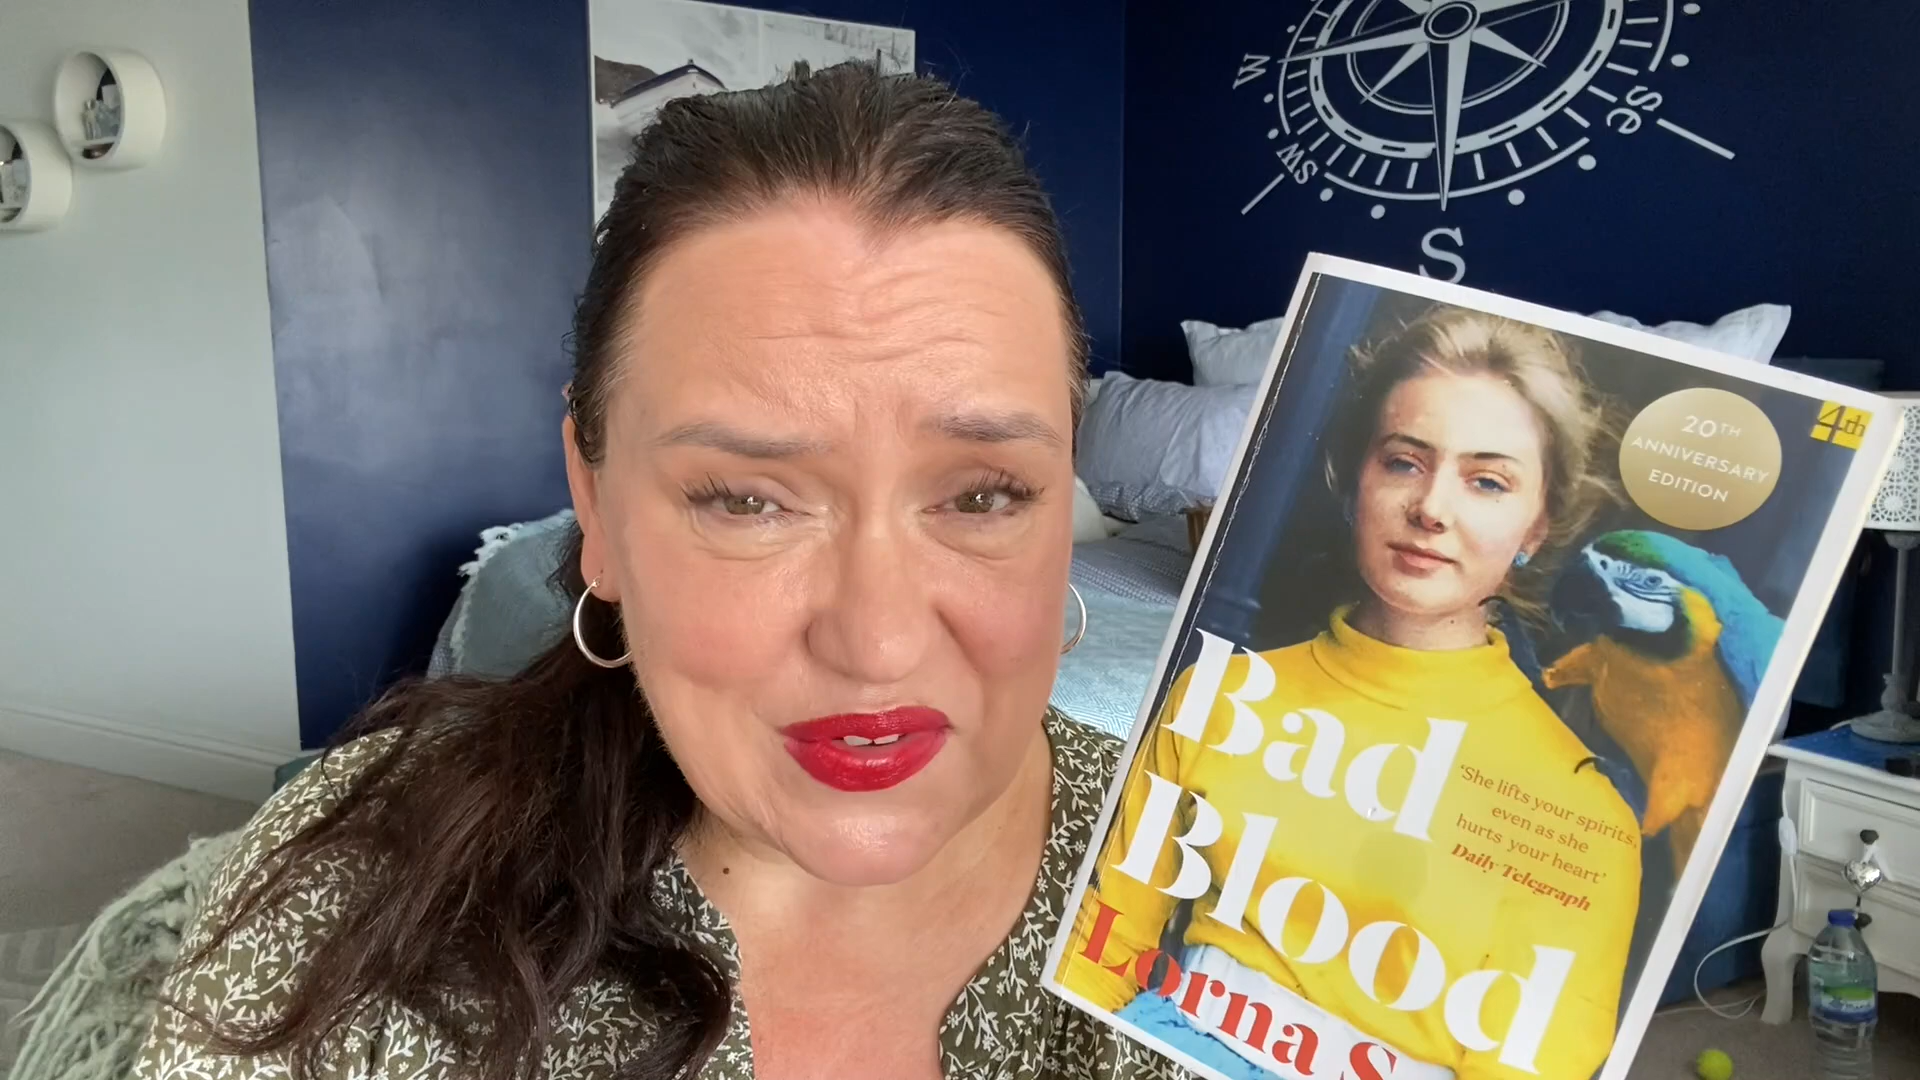 W
SW
S
Se
20TH
ANNIVERSARY
EDITION
4th
Bad
Blood
'She lifts your spirits,
even as she
hurts your heart'
Daily Telegraph
Lorna S